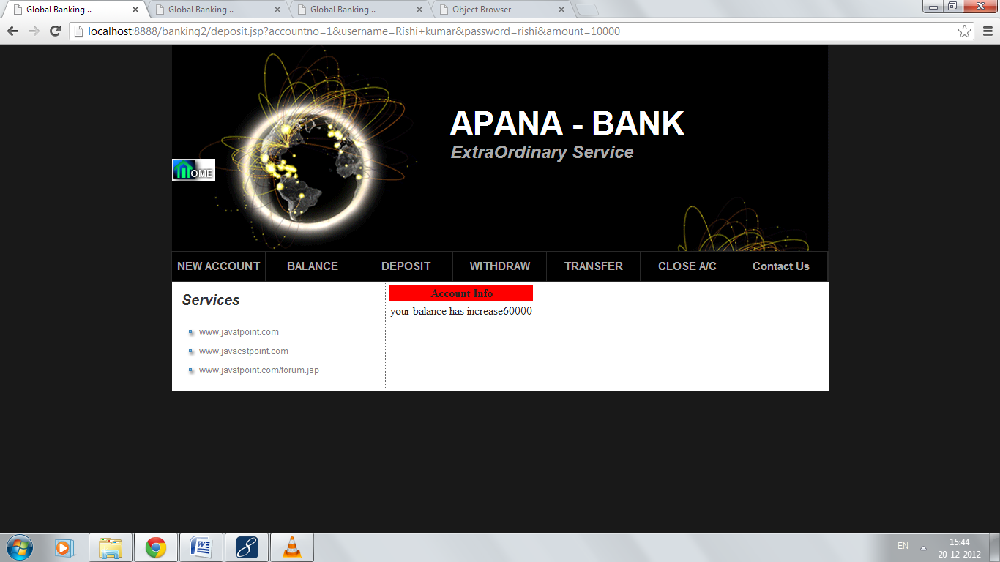 Global Banking ..
Global Banking ..
Global Banking ..
Object Browser
localhost:8888/banking2/deposit.jsp?accountno=1&username=Rishi+kumar&password=rishi&amount=10000
APANA - BANK
ExtraOrdinary Service
HOME
NEW ACCOUNT
BALANCE
DEPOSIT
WITHDRAW
TRANSFER
CLOSE A/C
Contact Us
Services
www.javatpoint.com
www.javacstpoint.com
www.javatpoint.com/forum.jsp
Account Info
your balance has increase60000
EN
15:44
20-12-2012